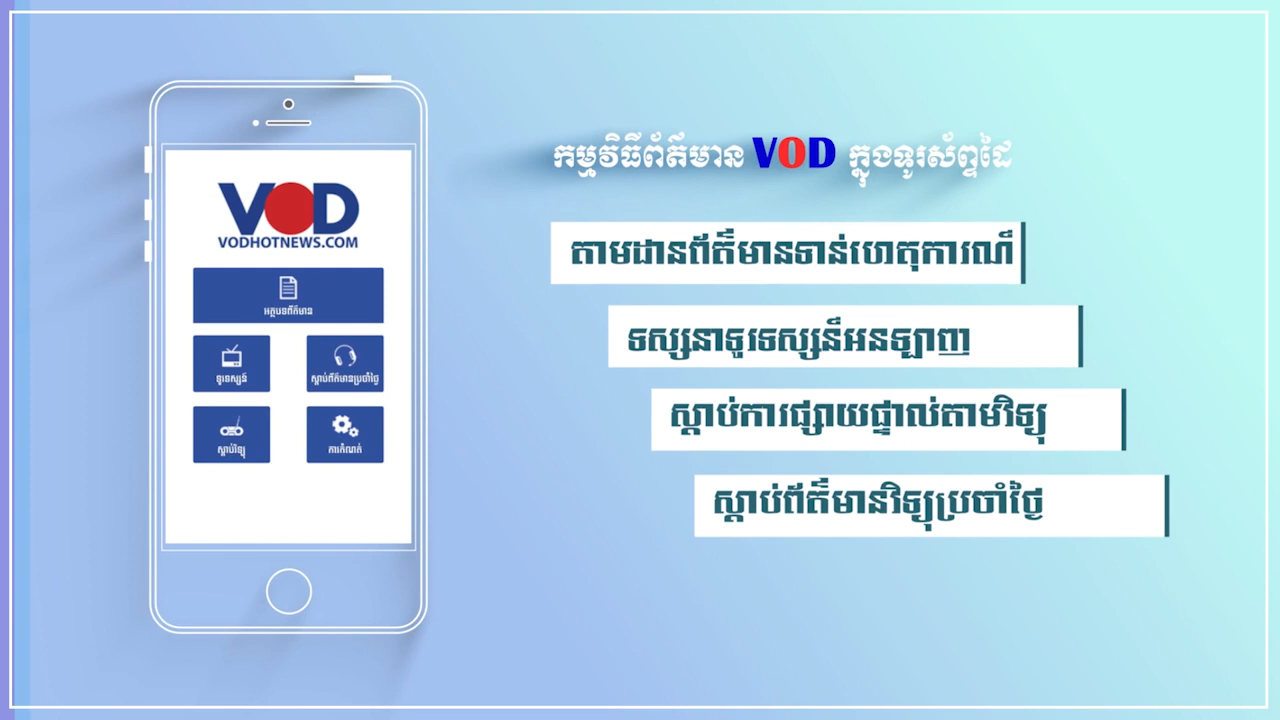 កម្មវិធីព័ត៌មាន VOD ក្នុងទូរស័ព្ទដៃ
តាមដានព័ត៌មានទាន់ហេតុការណ៍
ទស្សនាទូរទស្សន៍អនឡាញ
ស្តាប់ការផ្សាយផ្ទាល់តាមវិទ្យុ
ស្តាប់ព័ត៌មានវិទ្យុប្រចាំថ្ងៃ
VOD
VODHOTNEWS.COM
អត្ថបទព័ត៌មាន
ទូរទស្សន៍
ស្តាប់ព័ត៌មានប្រចាំថ្ងៃ
ស្តាប់វិទ្យុ
ការកំណត់